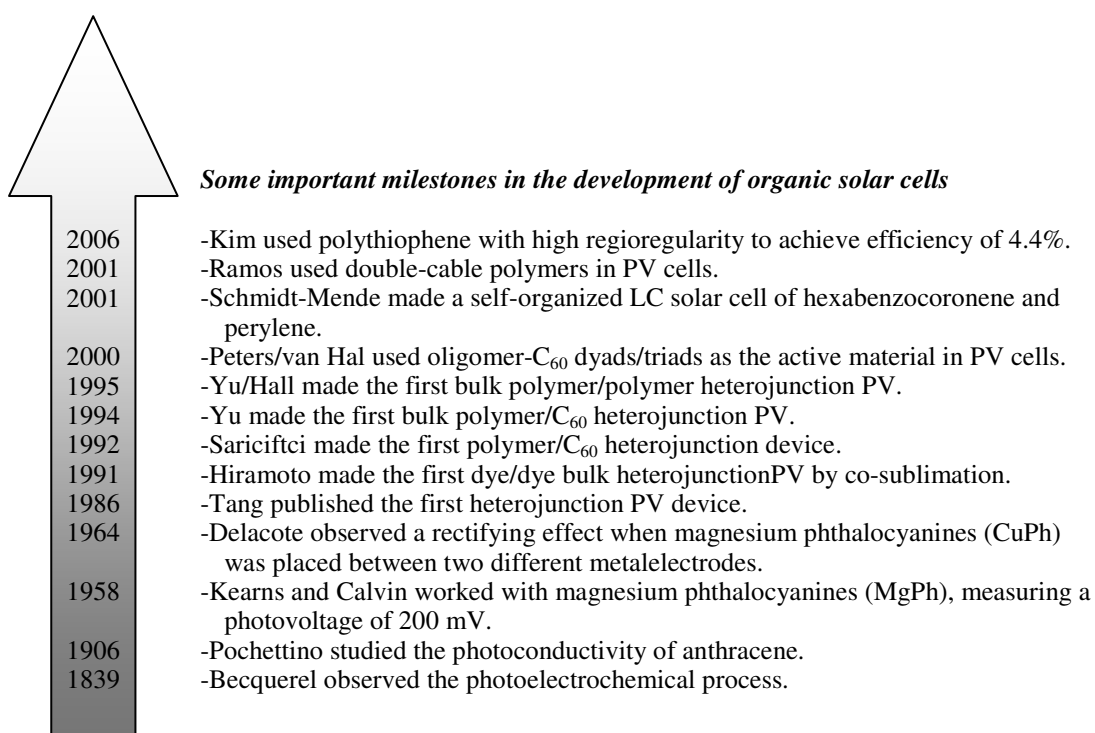 Some important milestones in the development of organic solar cells
2006 -Kim used polythiophene with high regioregularity to achieve efficiency of 4.4%.
2001 -Ramos used double-cable polymers in PV cells.
2001 -Schmidt-Mende made a self-organized LC solar cell of hexabenzocoronene and
perylene.
2000 -Peters/van Hal used oligomer-C₆₀ dyads/triads as the active material in PV cells.
1995 -Yu/Hall made the first bulk polymer/polymer heterojunction PV.
1994 -Yu made the first bulk polymer/C₆₀ heterojunction PV.
1992 -Sariciftci made the first polymer/C₆₀ heterojunction device.
1991 -Hiramoto made the first dye/dye bulk heterojunctionPV by co-sublimation.
1986 -Tang published the first heterojunction PV device.
1964 -Delacote observed a rectifying effect when magnesium phthalocyanines (CuPh)
was placed between two different metalelectrodes.
1958 -Kearns and Calvin worked with magnesium phthalocyanines (MgPh), measuring a
photovoltage of 200 mV.
1906 -Pochettino studied the photoconductivity of anthracene.
1839 -Becquerel observed the photoelectrochemical process.